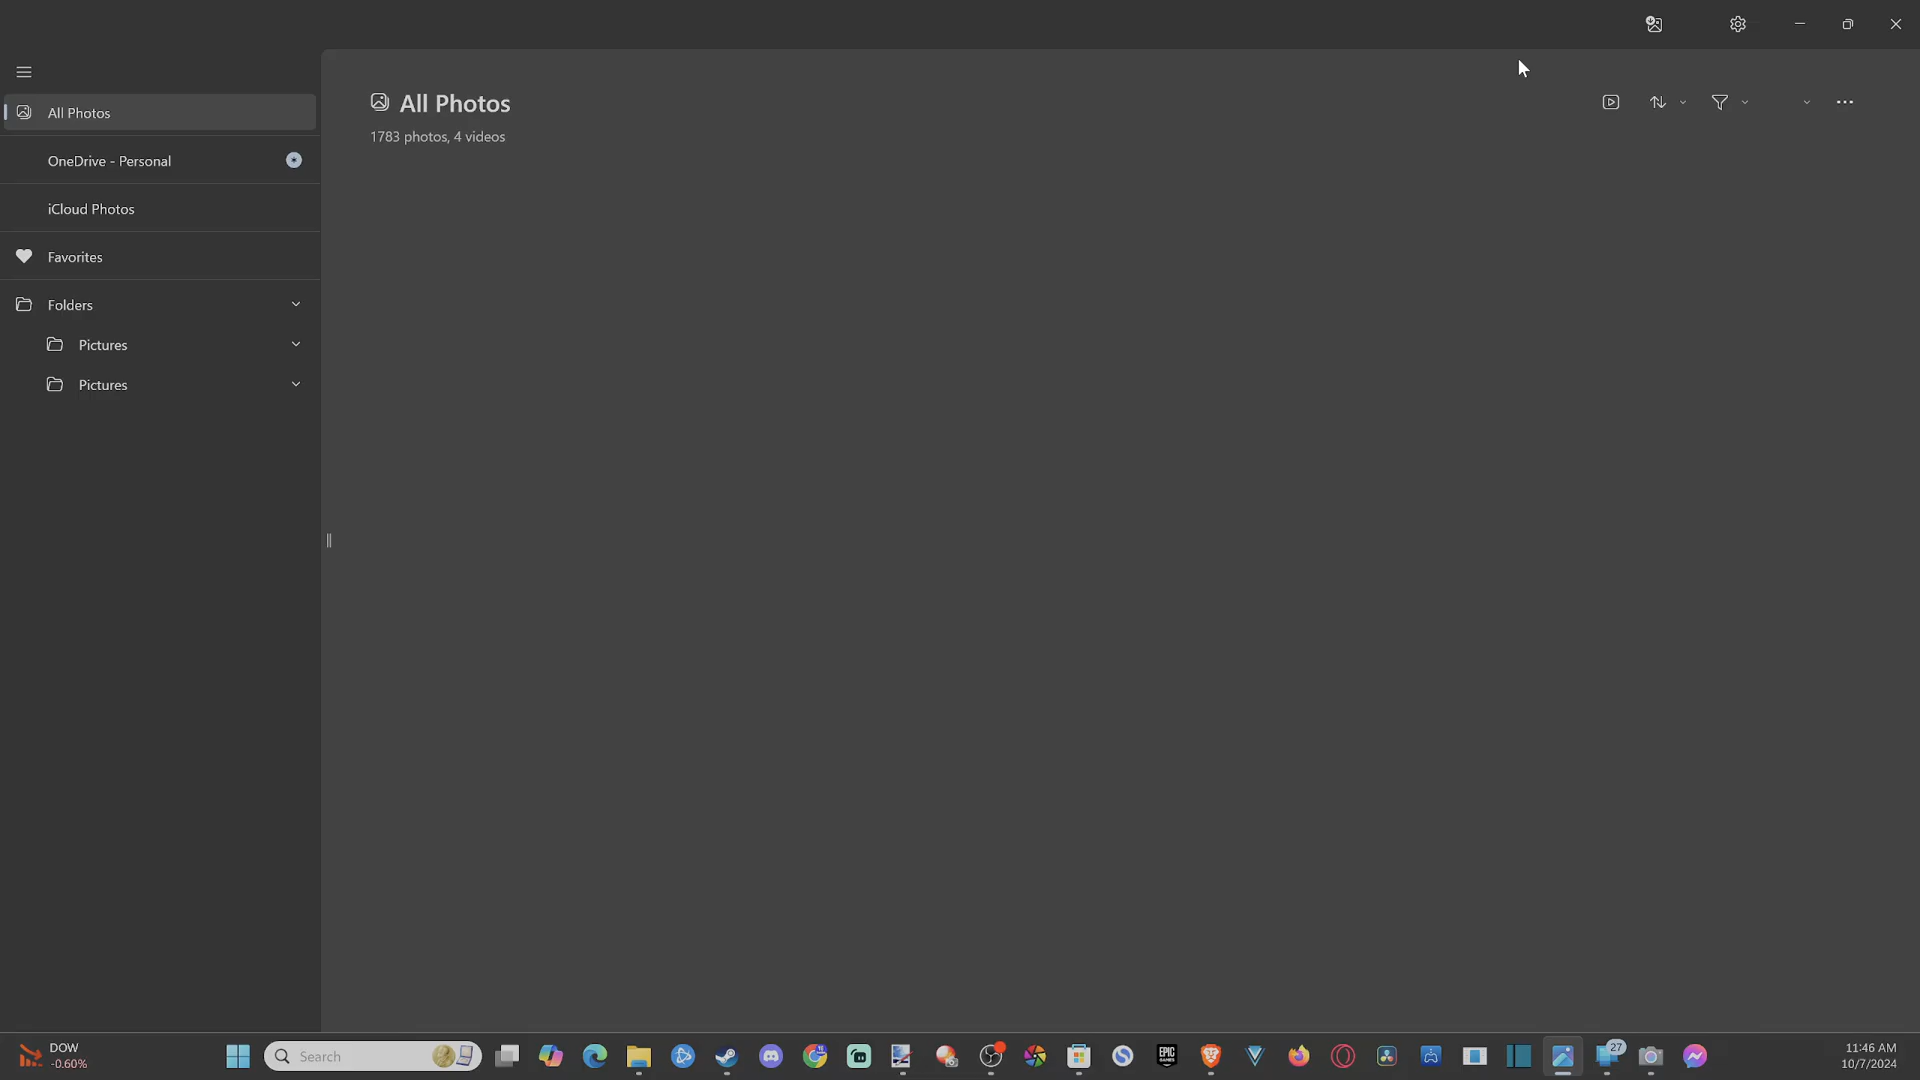 All Photos
OneDrive - Personal
iCloud Photos
Favorites
Folders
Pictures
Pictures
All Photos
1783 photos, 4 videos
DOW
-0.60%
Search
EPIC
GAMES
27
11:46 AM
10/7/2024